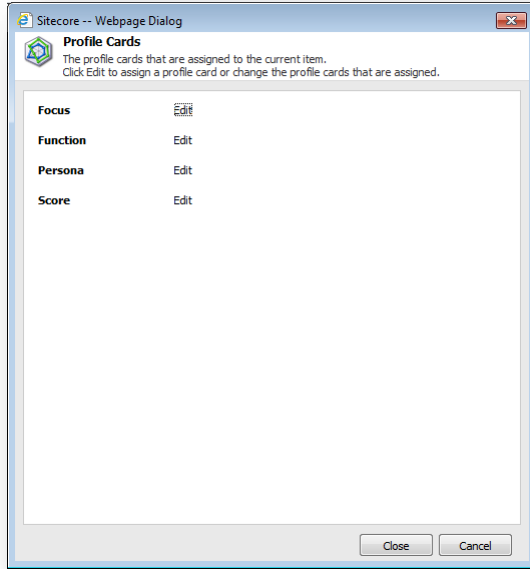 Sitecore -- Webpage Dialog
Profile Cards
The profile cards that are assigned to the current item.
Click Edit to assign a profile card or change the profile cards that are assigned.
Focus Edit
Function Edit
Persona Edit
Score Edit
Close Cancel